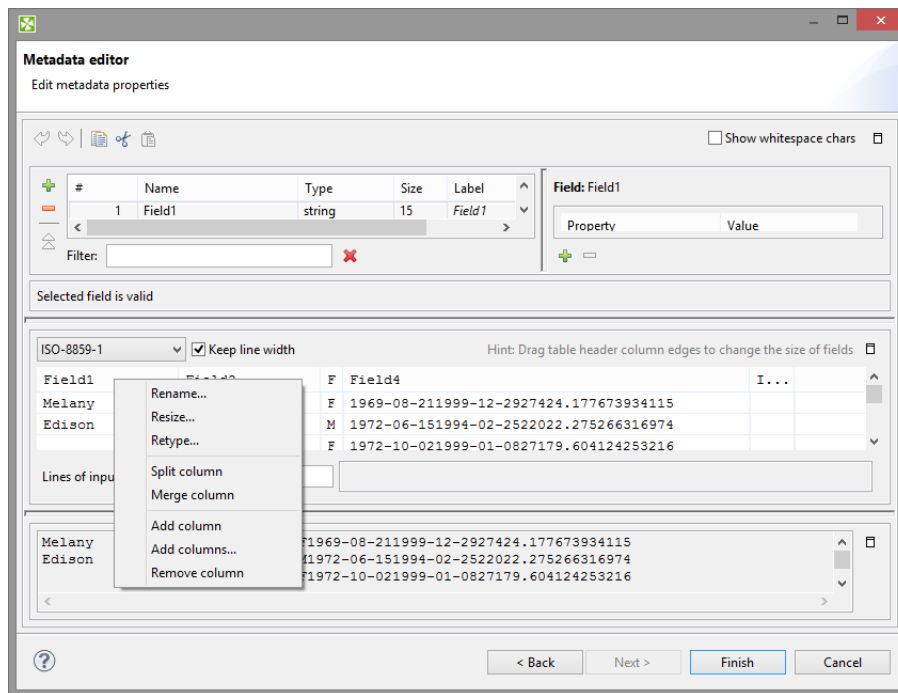 Metadata editor
Edit metadata properties
Show whitespace chars
# Name Type Size Label
1 Field1 string 15 Field1
Filter:
Field: Field1
Property Value
Selected field is valid
ISO-8859-1 Keep line width Hint: Drag table header column edges to change the size of fields
Field1 F Field4 I...
Melany F 1969-08-211999-12-2927424.177673934115
Edison M 1972-06-151994-02-2522022.275266316974
F 1972-10-021999-01-0827179.604124253216
Lines of inpu
Rename...
Resize...
Retype...
Split column
Merge column
Add column
Add columns...
Remove column
Melany 1969-08-211999-12-2927424.177673934115
Edison 1972-06-151994-02-2522022.275266316974
1972-10-021999-01-0827179.604124253216
< Back Next > Finish Cancel